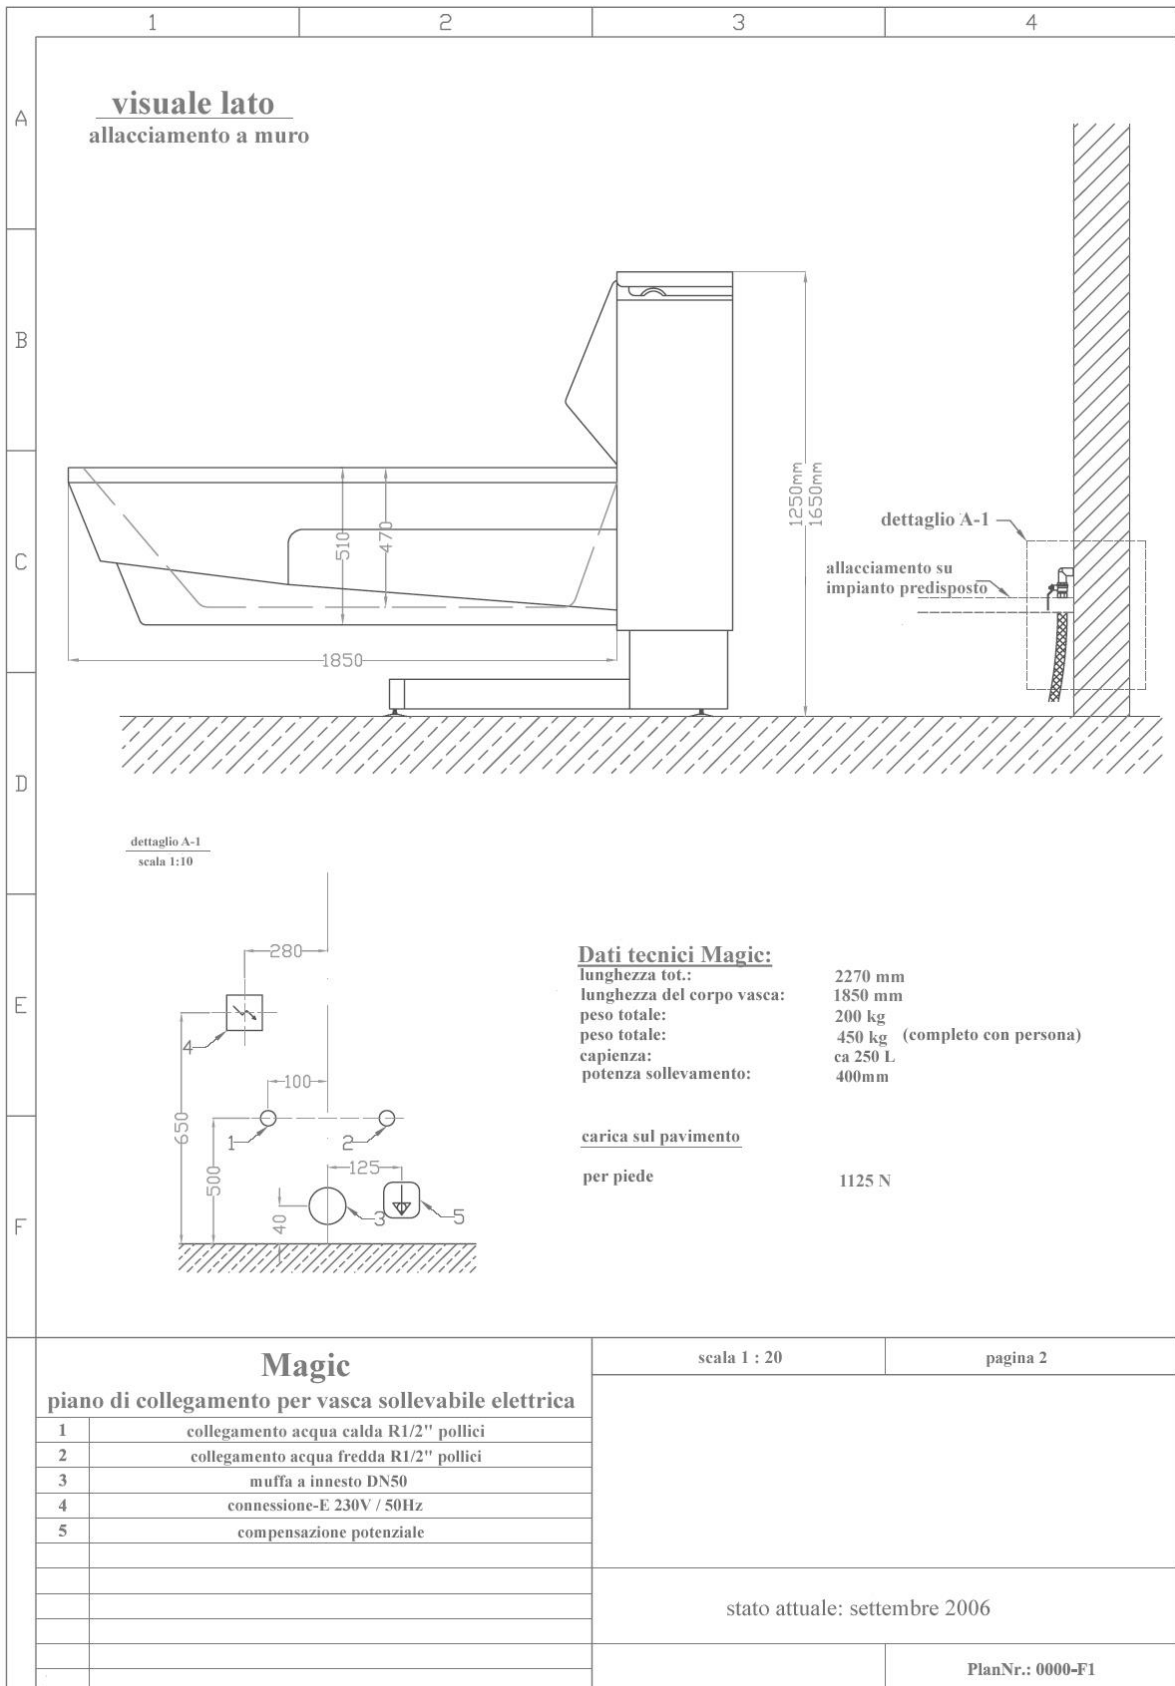 1 2 3 4
A
B
C
D
E
F
visuale lato
allacciamento a muro
1250mm
1650mm
510
470
1850
dettaglio A-1
allacciamento su
impianto predisposto
dettaglio A-1
scala 1:10
280
4
100
650
1
2
500
125
40
3
5
Dati tecnici Magic:
lunghezza tot.: 2270 mm
lunghezza del corpo vasca: 1850 mm
peso totale: 200 kg
peso totale: 450 kg (completo con persona)
capienza: ca 250 L
potenza sollevamento: 400mm
carica sul pavimento
per piede 1125 N
Magic
piano di collegamento per vasca sollevabile elettrica
1 collegamento acqua calda R1/2" pollici
2 collegamento acqua fredda R1/2" pollici
3 muffa a innesto DN50
4 connessione-E 230V / 50Hz
5 compensazione potenziale
scala 1 : 20
pagina 2
stato attuale: settembre 2006
PlanNr.: 0000-F1